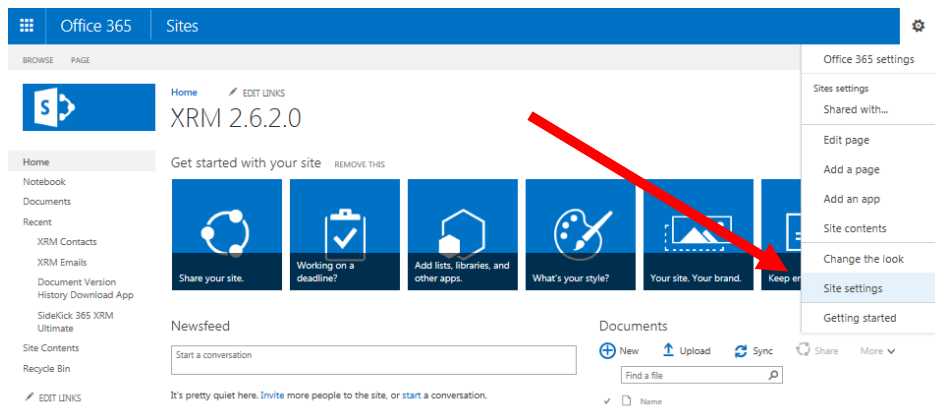 Office 365 Sites
BROWSE PAGE
Office 365 settings
Sites settings
Shared with...
Edit page
Add a page
Add an app
Site contents
Change the look
Site settings
Getting started
S
Home EDIT LINKS
XRM 2.6.2.0
Get started with your site REMOVE THIS
Share your site.
Working on a
deadline?
Add lists, libraries, and
other apps.
What's your style?
Your site. Your brand.
Keep
Home
Notebook
Documents
Recent
XRM Contacts
XRM Emails
Document Version
History Download App
SideKick 365 XRM
Ultimate
Site Contents
Recycle Bin
EDIT LINKS
Newsfeed
Start a conversation
It's pretty quiet here. Invite more people to the site, or start a conversation.
Documents
New Upload Sync Share More
Find a file
Name